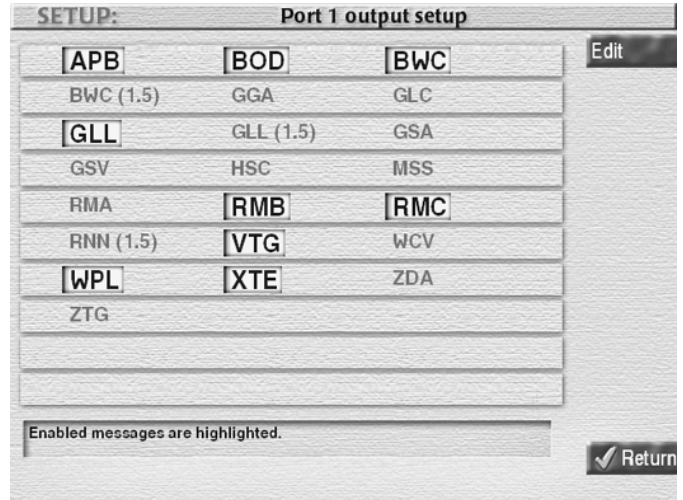 SETUP: Port 1 output setup
Edit
APB BOD BWC
BWC (1.5) GGA GLC
GLL GLL (1.5) GSA
GSV HSC MSS
RMA RMB RMC
RNN (1.5) VTG WCV
WPL XTE ZDA
ZTG
Enabled messages are highlighted.
Return